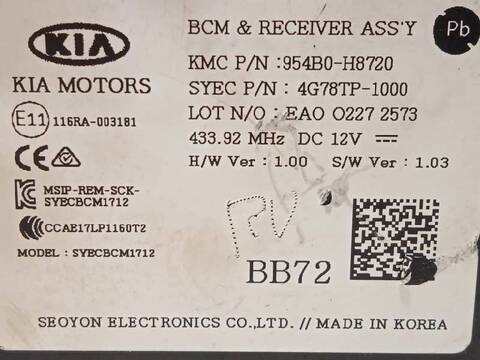 KIA
KIA MOTORS
E11 116RA-003181
CE
MSIP-REM-SCK-
SYECBCM1712
CCAE17LP1160T2
MODEL : SYECBCM1712
BCM & RECEIVER ASS'Y
Pb
KMC P/N : 954B0-H8720
SYEC P/N : 4G78TP-1000
LOT N/O : EAO 0227 2573
433.92 MHz DC 12V
H/W Ver : 1.00 S/W Ver : 1.03
BB72
SEOYON ELECTRONICS CO.,LTD. // MADE IN KOREA